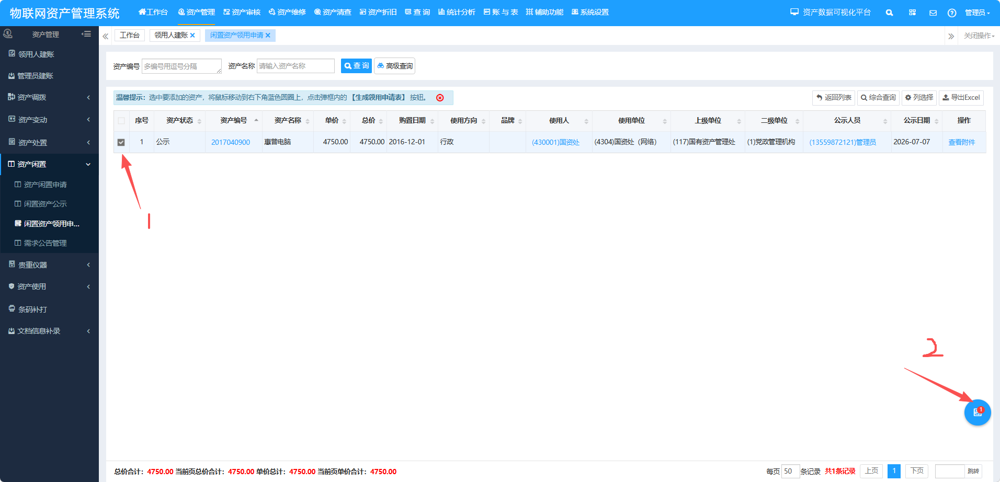 物联网资产管理系统 工作台 资产管理 资产审核 资产维修 资产清查 资产折旧 查 询 统计分析 账 与 表 辅助功能 系统设置 资产数据可视化平台 管理员
资产管理
领用人建账
管理员建账
资产调拨
资产变动
资产处置
资产闲置
资产闲置申请
闲置资产公示
闲置资产领用申...
需求公告管理
贵重仪器
资产使用
条码补打
文档信息补录
工作台 领用人建账 闲置资产领用申请 关闭操作
资产编号 多编号用逗号分隔 资产名称 请输入资产名称 查 询 高级查询
温馨提示：选中要添加的资产，将鼠标移动到右下角蓝色圆圈上，点击弹框内的【生成领用申请表】按钮。 返回列表 综合查询 列选择 导出Excel
序号 资产状态 资产编号 资产名称 单价 总价 购置日期 使用方向 品牌 使用人 使用单位 上级单位 二级单位 公示人员 公示日期 操作
1 公示 2017040900 惠普电脑 4750.00 4750.00 2016-12-01 行政 (430001)国资处 (4304)国资处（网络） (117)国有资产管理处 (1)党政管理机构 (13559872121)管理员 2026-07-07 查看附件
1
2
1
总价合计：4750.00 当前页总价合计：4750.00 单价总计：4750.00 当前页单价合计：4750.00 每页 50 条记录 共1条记录 上页 1 下页 跳转